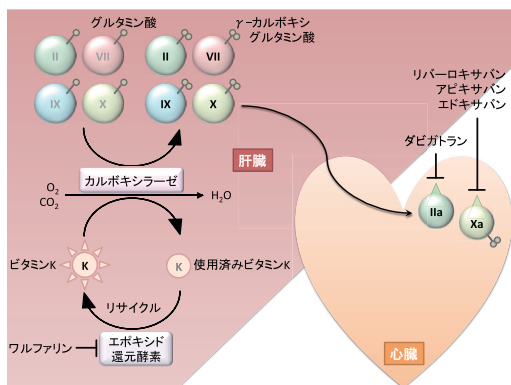 グルタミン酸
γ-カルボキシ
グルタミン酸
II
VII
II
VII
IX
X
IX
X
リバーロキサバン
アピキサバン
エドキサバン
ダビガトラン
肝臓
カルボキシラーゼ
O2
CO2
H2O
IIa
Xa
ビタミンK
K
K
使用済みビタミンK
リサイクル
ワルファリン
エポキシド
還元酵素
心臓